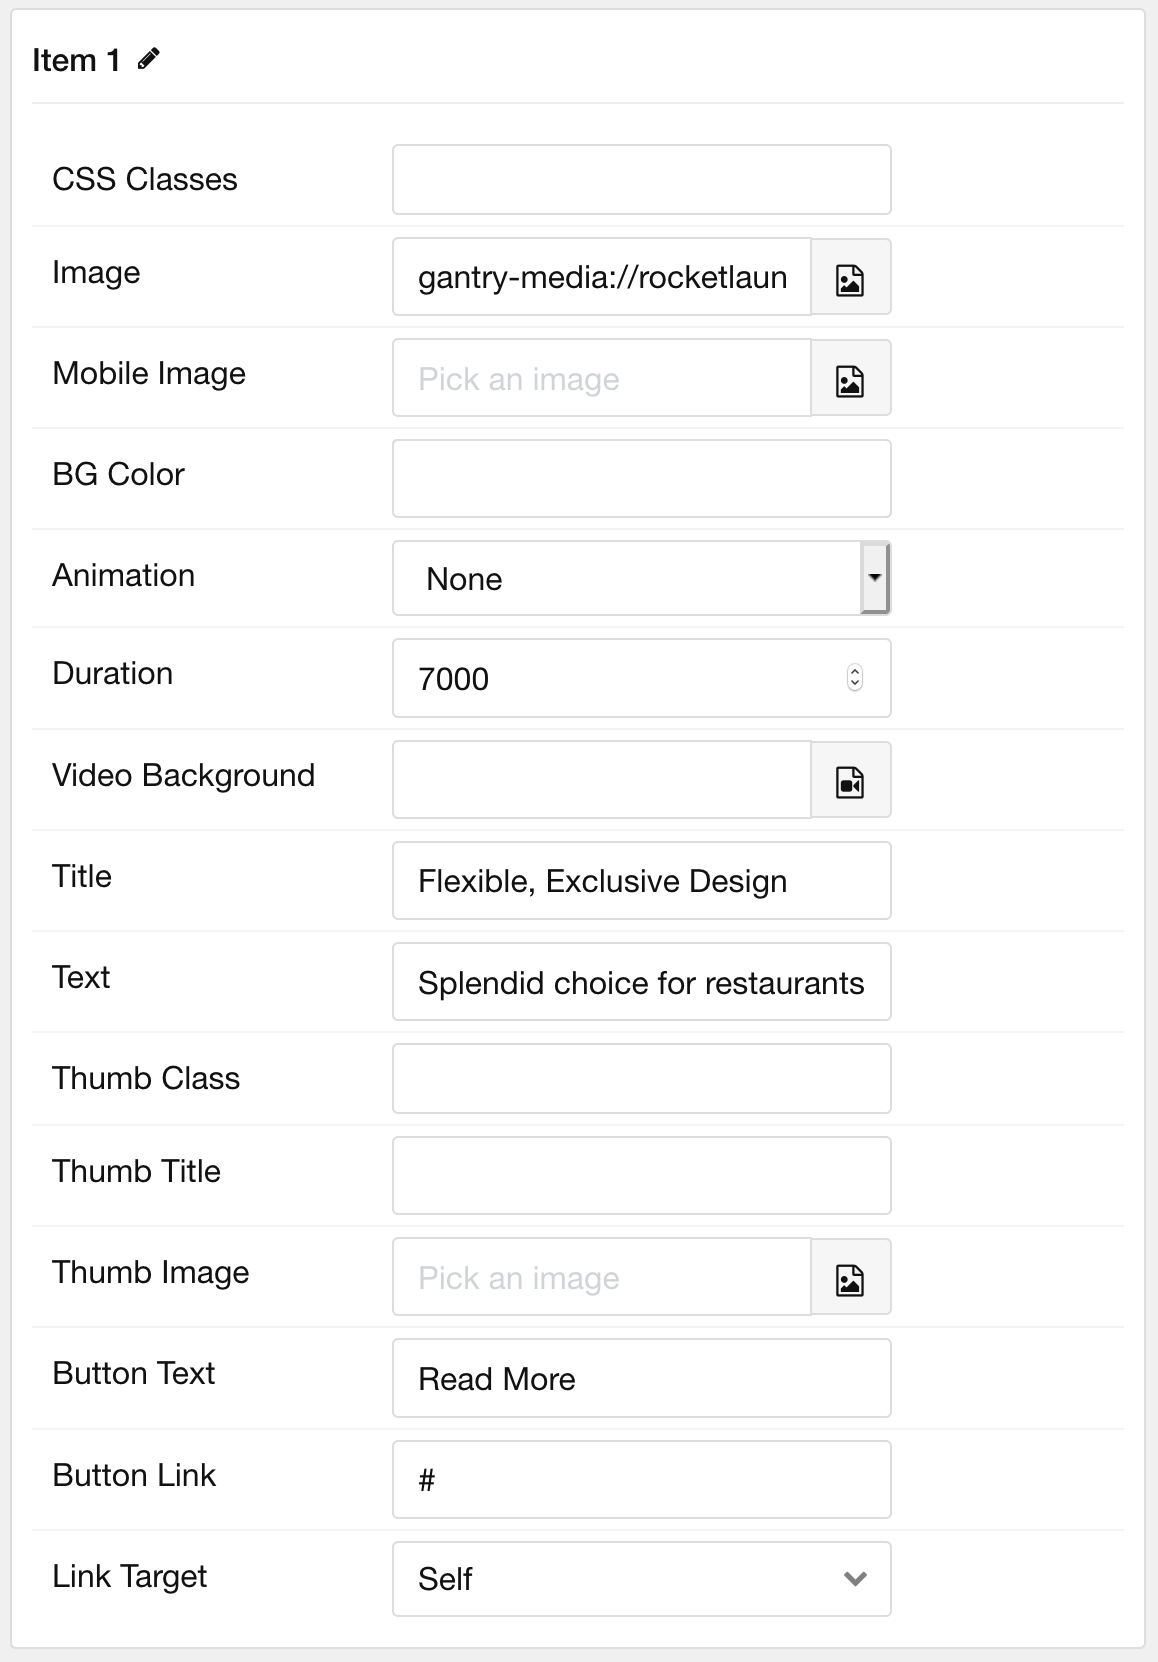 Item 1
CSS Classes
Image gantry-media://rocketlaun
Mobile Image Pick an image
BG Color
Animation None
Duration 7000
Video Background
Title Flexible, Exclusive Design
Text Splendid choice for restaurants
Thumb Class
Thumb Title
Thumb Image Pick an image
Button Text Read More
Button Link #
Link Target Self